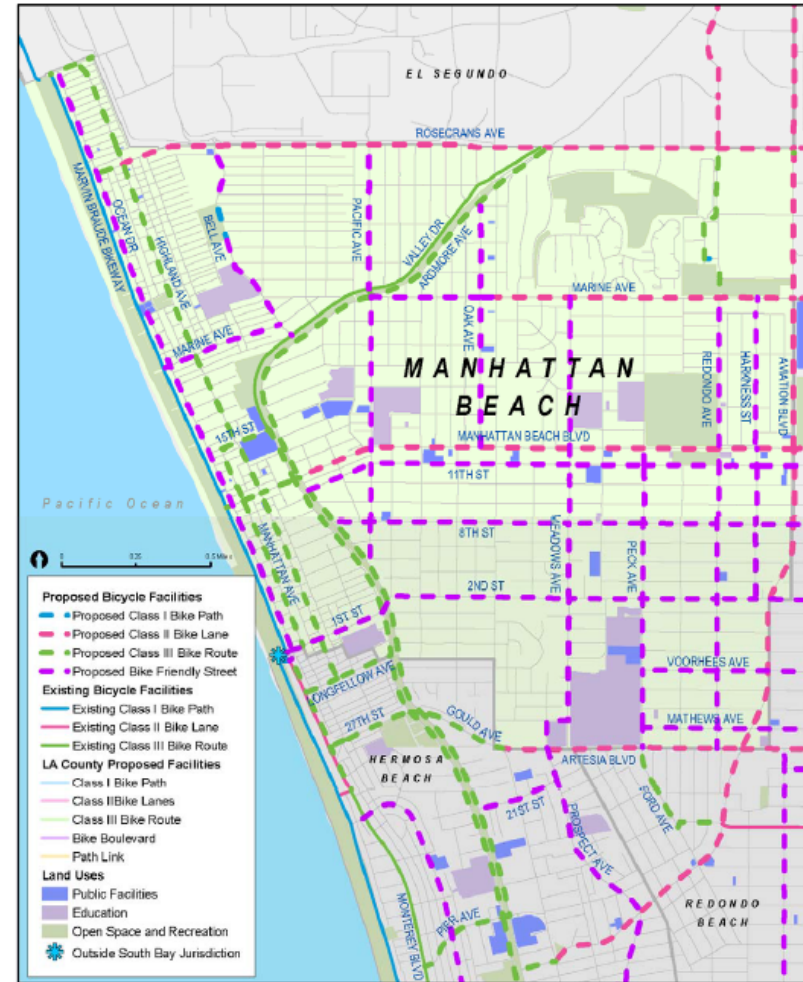 EL SEGUNDO
ROSECRANS AVE
MARVIN BRAUDE BIKEWAY
OCEAN DR
HIGHLAND AVE
BELL AVE
PACIFIC AVE
VALLEY DR
ARDMORE AVE
MARINE AVE
MARINE AVE
OAK AVE
MANHATTAN
BEACH
REDONDO AVE
HARKNESS ST
AVIATION BLVD
15TH ST
MANHATTAN BEACH BLVD
11TH ST
Pacific Ocean
8TH ST
MANHATTAN AVE
MEADOWS AVE
PECK AVE
2ND ST
1ST ST
VOORHEES AVE
LONGFELLOW AVE
MATHEWS AVE
27TH ST
GOULD AVE
ARTESIA BLVD
HERMOSA
BEACH
21ST ST
PROSPECT AVE
FORD AVE
REDONDO
BEACH
PIER AVE
MONTEREY BLVD
0 0.25 0.5 Miles
Proposed Bicycle Facilities
Proposed Class I Bike Path
Proposed Class II Bike Lane
Proposed Class III Bike Route
Proposed Bike Friendly Street
Existing Bicycle Facilities
Existing Class I Bike Path
Existing Class II Bike Lane
Existing Class III Bike Route
LA County Proposed Facilities
Class I Bike Path
Class IIBike Lanes
Class III Bike Route
Bike Boulevard
Path Link
Land Uses
Public Facilities
Education
Open Space and Recreation
Outside South Bay Jurisdiction